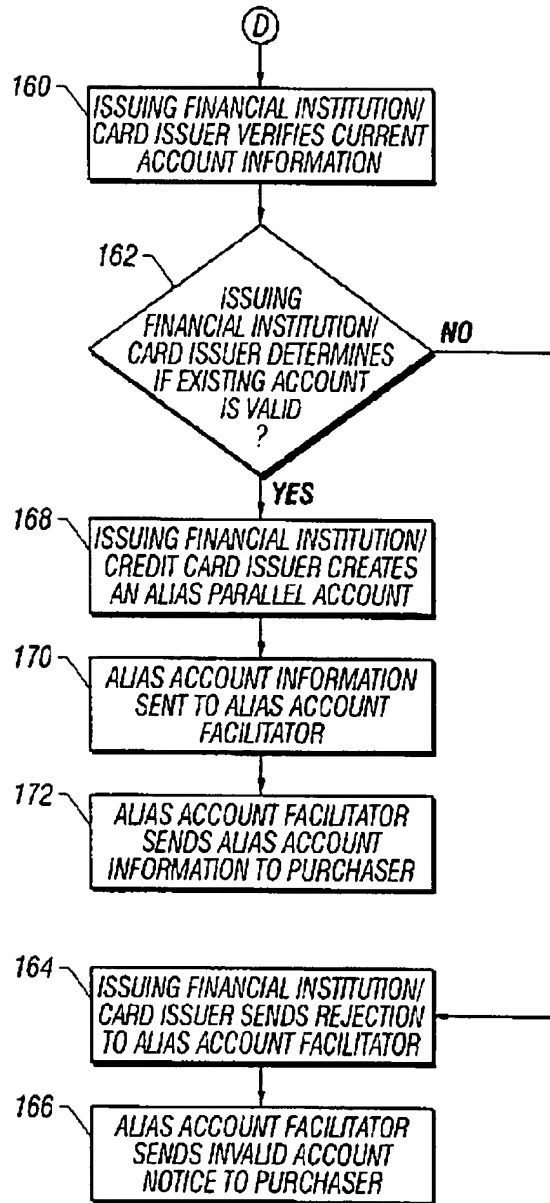 D
160
ISSUING FINANCIAL INSTITUTION/
CARD ISSUER VERIFIES CURRENT
ACCOUNT INFORMATION
162
ISSUING
FINANCIAL INSTITUTION/
CARD ISSUER DETERMINES
IF EXISTING ACCOUNT
IS VALID
?
NO
YES
168
ISSUING FINANCIAL INSTITUTION/
CREDIT CARD ISSUER CREATES
AN ALIAS PARALLEL ACCOUNT
170
ALIAS ACCOUNT INFORMATION
SENT TO ALIAS ACCOUNT
FACILITATOR
172
ALIAS ACCOUNT FACILITATOR
SENDS ALIAS ACCOUNT
INFORMATION TO PURCHASER
164
ISSUING FINANCIAL INSTITUTION/
CARD ISSUER SENDS REJECTION
TO ALIAS ACCOUNT FACILITATOR
166
ALIAS ACCOUNT FACILITATOR
SENDS INVALID ACCOUNT
NOTICE TO PURCHASER